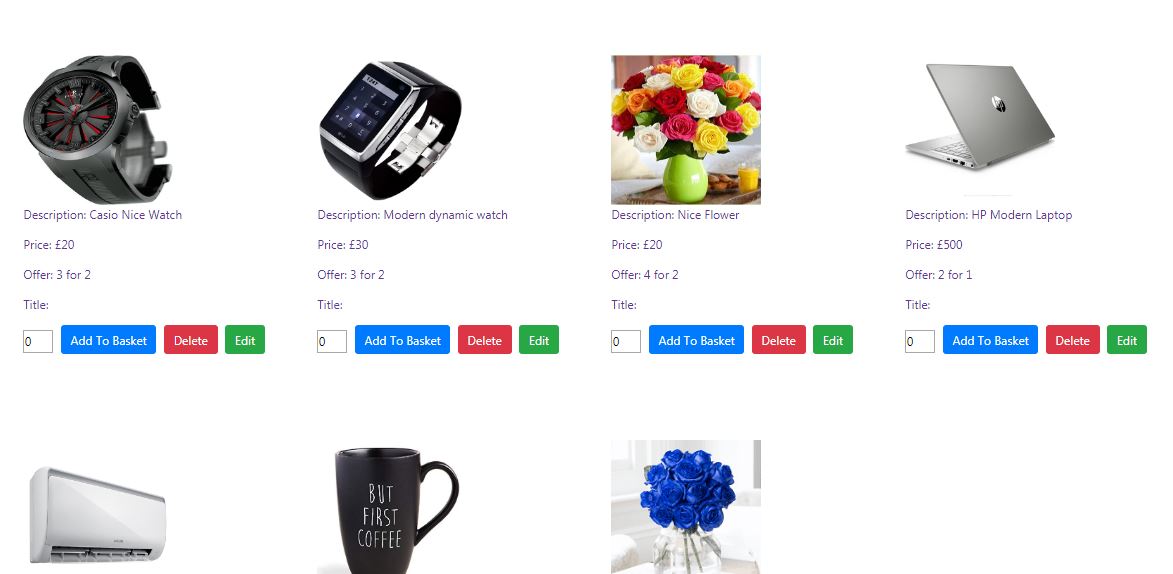 Description: Casio Nice Watch
Price: £20
Offer: 3 for 2
Title:
0 Add To Basket Delete Edit
Description: Modern dynamic watch
Price: £30
Offer: 3 for 2
Title:
0 Add To Basket Delete Edit
Description: Nice Flower
Price: £20
Offer: 4 for 2
Title:
0 Add To Basket Delete Edit
hp
Description: HP Modern Laptop
Price: £500
Offer: 2 for 1
Title:
0 Add To Basket Delete Edit
BUT
FIRST
COFFEE